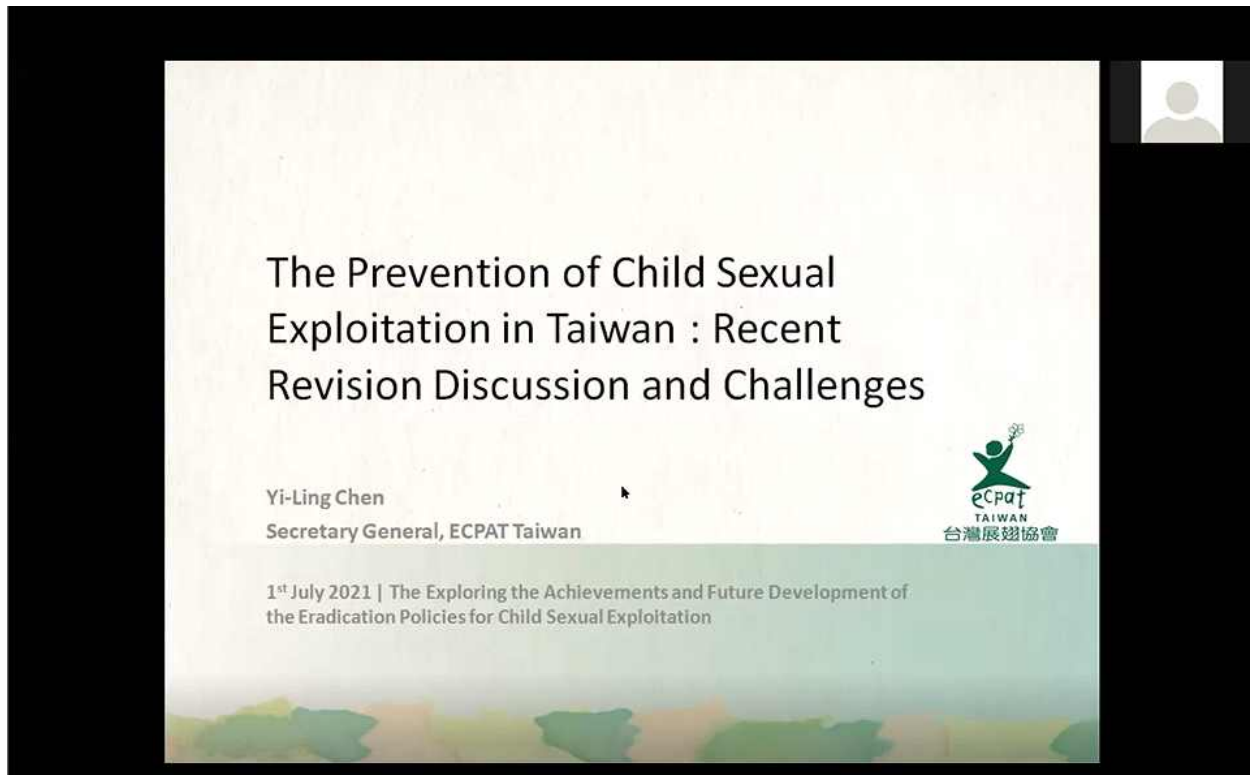 The Prevention of Child Sexual
Exploitation in Taiwan : Recent
Revision Discussion and Challenges
Yi-Ling Chen
Secretary General, ECPAT Taiwan
eCpat
TAIWAN
台灣展翅協會
1st July 2021 | The Exploring the Achievements and Future Development of
the Eradication Policies for Child Sexual Exploitation